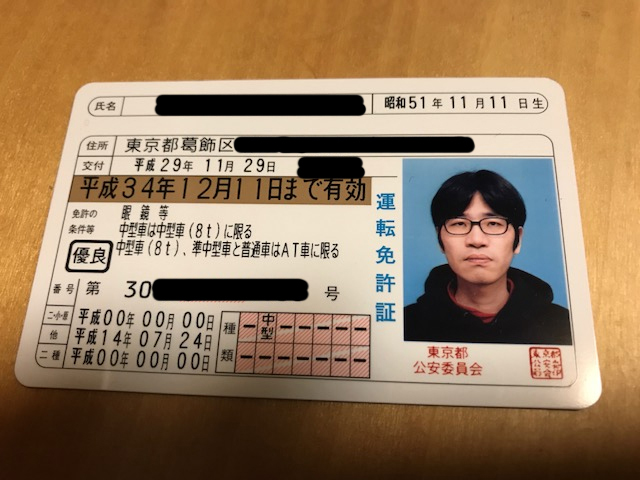 氏名 昭和51年11月11日生
住所 東京都葛飾区
交付 平成29年11月29日
平成34年12月11日まで有効
免許の条件等 眼鏡等
中型車は中型車(8t)に限る
中型車(8t)、準中型車と普通車はAT車に限る
優良
番号 第 30 号
二・小・原 平成00年00月00日
他 平成14年07月24日
二種 平成00年00月00日
種類 中型
運転免許証
東京都
公安委員会